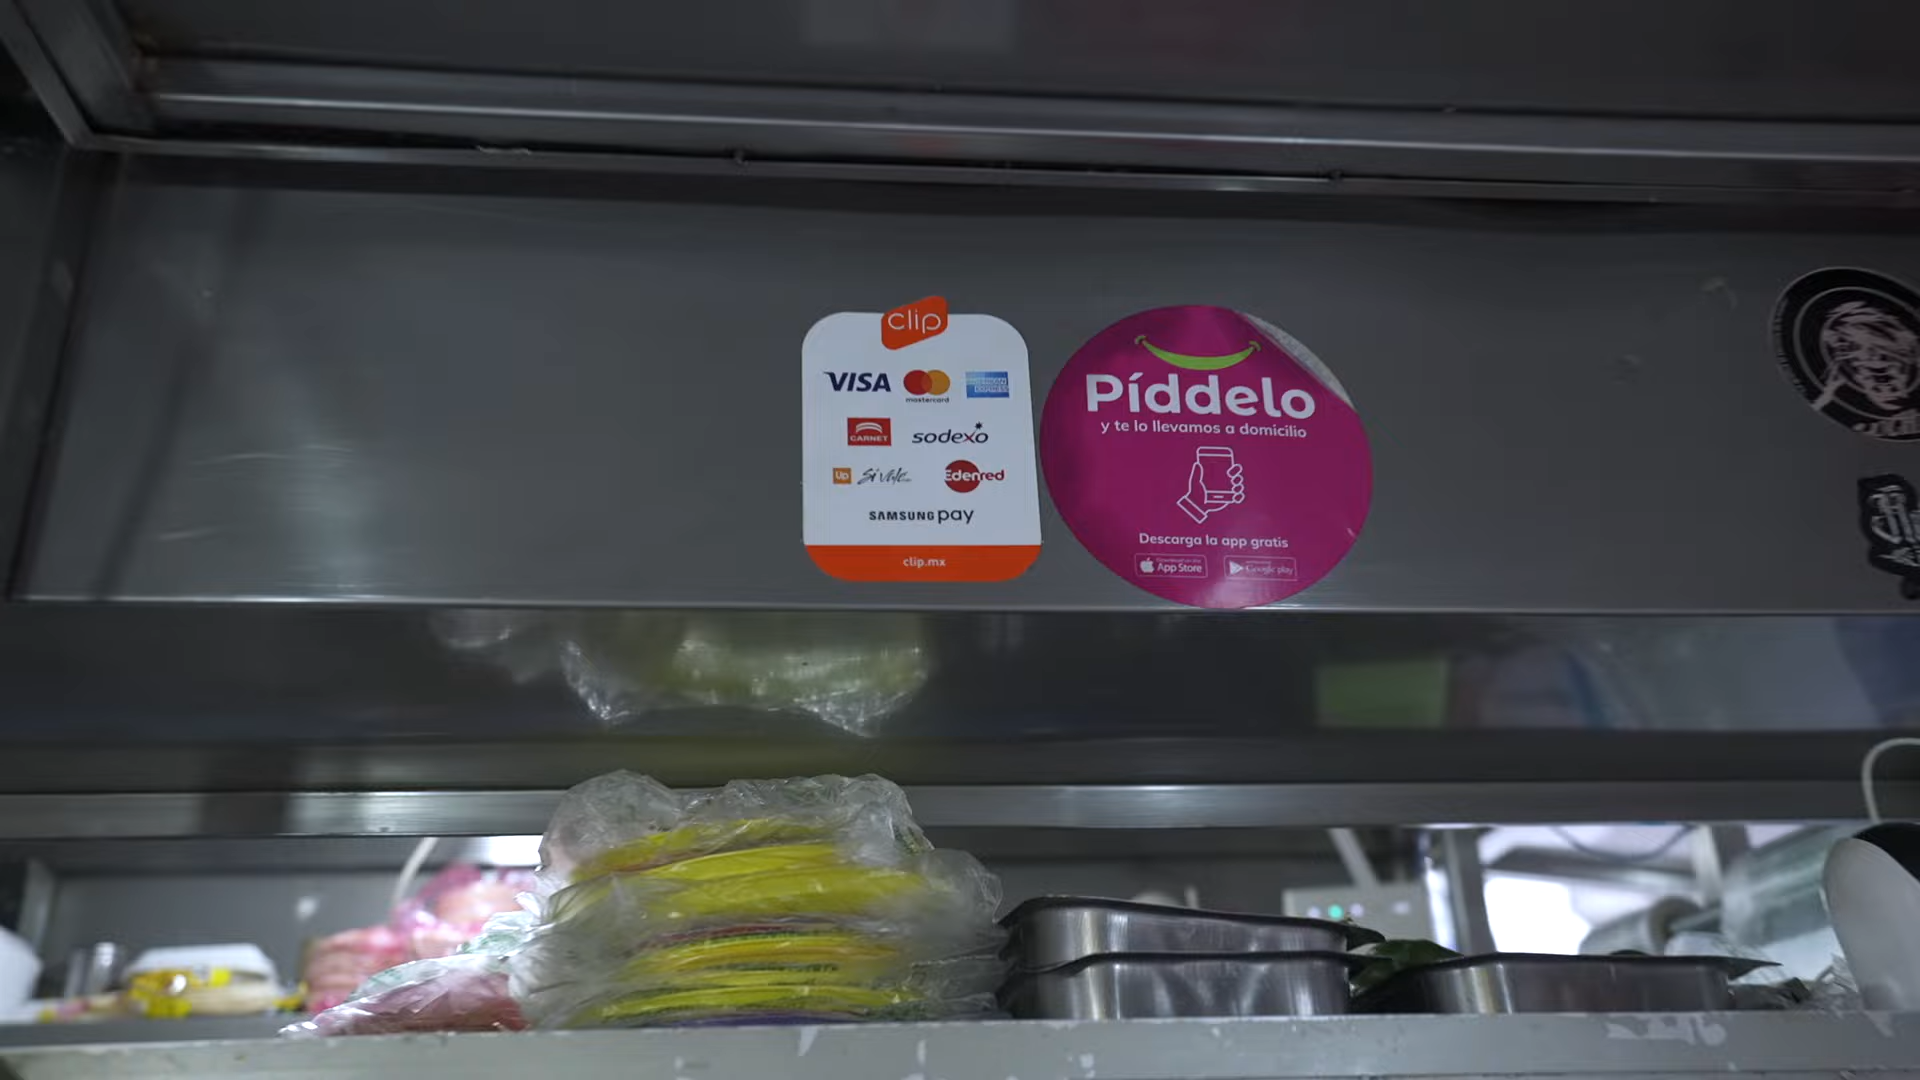 clip
VISA
mastercard
AMERICAN EXPRESS
CARNET
sodexo
Up Sí Vale
Edenred
SAMSUNG pay
clip.mx
Píddelo
y te lo llevamos a domicilio
Descarga la app gratis
App Store
Google play